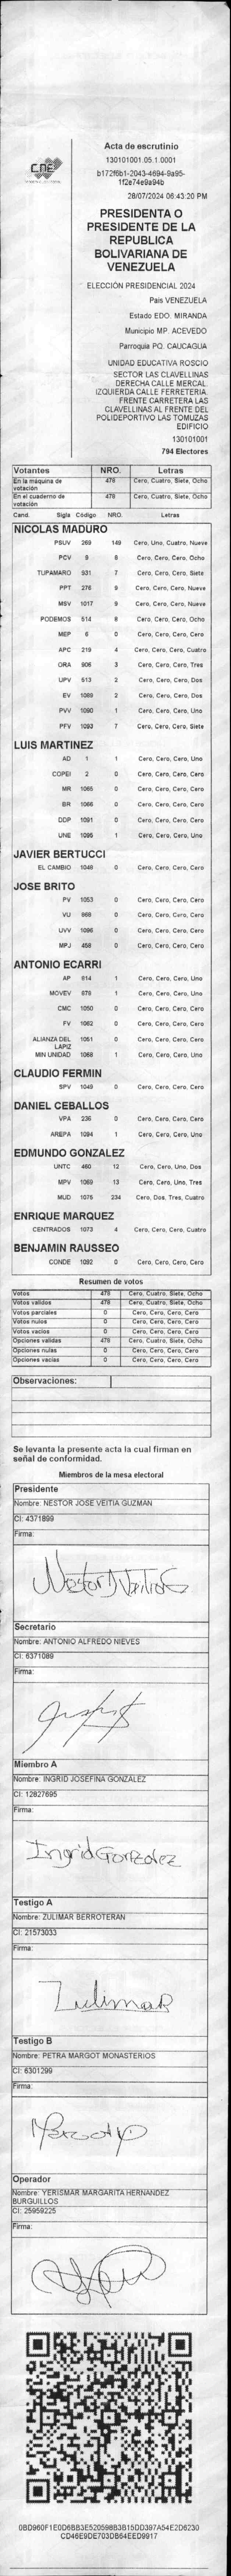 CNE
Acta de escrutinio
130101001.05.1.0001
b172f6b1-2043-4694-9a95-
1f2e74e9a94b
28/07/2024 06:43:20 PM
PRESIDENTA O
PRESIDENTE DE LA
REPUBLICA
BOLIVARIANA DE
VENEZUELA
ELECCIÓN PRESIDENCIAL 2024
País VENEZUELA
Estado EDO. MIRANDA
Municipio MP. ACEVEDO
Parroquia PQ. CAUCAGUA
UNIDAD EDUCATIVA ROSCIO
SECTOR LAS CLAVELLINAS
DERECHA CALLE MERCAL.
IZQUIERDA CALLE FERRETERIA.
FRENTE CARRETERA LAS
CLAVELLINAS AL FRENTE DEL
POLIDEPORTIVO LAS TOMUZAS
EDIFICIO
130101001
794 Electores
Votantes NRO. Letras
En la máquina de votación 478 Cero, Cuatro, Siete, Ocho
En el cuaderno de votación 478 Cero, Cuatro, Siete, Ocho
Cand. Sigla Código NRO. Letras
NICOLAS MADURO
PSUV 269 149 Cero, Uno, Cuatro, Nueve
PCV 9 8 Cero, Cero, Cero, Ocho
TUPAMARO 931 7 Cero, Cero, Cero, Siete
PPT 276 9 Cero, Cero, Cero, Nueve
MSV 1017 9 Cero, Cero, Cero, Nueve
PODEMOS 514 8 Cero, Cero, Cero, Ocho
MEP 6 0 Cero, Cero, Cero, Cero
APC 219 4 Cero, Cero, Cero, Cuatro
ORA 906 3 Cero, Cero, Cero, Tres
UPV 513 2 Cero, Cero, Cero, Dos
EV 1089 2 Cero, Cero, Cero, Dos
PVV 1090 1 Cero, Cero, Cero, Uno
PFV 1093 7 Cero, Cero, Cero, Siete
LUIS MARTINEZ
AD 1 1 Cero, Cero, Cero, Uno
COPEI 2 0 Cero, Cero, Cero, Cero
MR 1065 0 Cero, Cero, Cero, Cero
BR 1066 0 Cero, Cero, Cero, Cero
DDP 1091 0 Cero, Cero, Cero, Cero
UNE 1095 1 Cero, Cero, Cero, Uno
JAVIER BERTUCCI
EL CAMBIO 1048 0 Cero, Cero, Cero, Cero
JOSE BRITO
PV 1053 0 Cero, Cero, Cero, Cero
VU 868 0 Cero, Cero, Cero, Cero
UVV 1096 0 Cero, Cero, Cero, Cero
MPJ 458 0 Cero, Cero, Cero, Cero
ANTONIO ECARRI
AP 814 1 Cero, Cero, Cero, Uno
MOVEV 976 1 Cero, Cero, Cero, Uno
CMC 1050 0 Cero, Cero, Cero, Cero
FV 1062 0 Cero, Cero, Cero, Cero
ALIANZA DEL LAPIZ 1051 0 Cero, Cero, Cero, Cero
MIN UNIDAD 1068 1 Cero, Cero, Cero, Uno
CLAUDIO FERMIN
SPV 1049 0 Cero, Cero, Cero, Cero
DANIEL CEBALLOS
VPA 236 0 Cero, Cero, Cero, Cero
AREPA 1094 1 Cero, Cero, Cero, Uno
EDMUNDO GONZALEZ
UNTC 460 12 Cero, Cero, Uno, Dos
MPV 1069 13 Cero, Cero, Uno, Tres
MUD 1075 234 Cero, Dos, Tres, Cuatro
ENRIQUE MARQUEZ
CENTRADOS 1073 4 Cero, Cero, Cero, Cuatro
BENJAMIN RAUSSEO
CONDE 1092 0 Cero, Cero, Cero, Cero
Resumen de votos
Votos 478 Cero, Cuatro, Siete, Ocho
Votos validos 478 Cero, Cuatro, Siete, Ocho
Votos parciales 0 Cero, Cero, Cero, Cero
Votos nulos 0 Cero, Cero, Cero, Cero
Votos vacios 0 Cero, Cero, Cero, Cero
Opciones validas 478 Cero, Cuatro, Siete, Ocho
Opciones nulas 0 Cero, Cero, Cero, Cero
Opciones vacias 0 Cero, Cero, Cero, Cero
Observaciones:
Se levanta la presente acta la cual firman en
señal de conformidad.
Miembros de la mesa electoral
Presidente
Nombre: NESTOR JOSE VEITIA GUZMAN
CI: 4371899
Firma:
Secretario
Nombre: ANTONIO ALFREDO NIEVES
CI: 6371089
Firma:
Miembro A
Nombre: INGRID JOSEFINA GONZALEZ
CI: 12827695
Firma:
Ingrid Gonzalez
Testigo A
Nombre: ZULIMAR BERROTERAN
CI: 21573033
Firma:
Zulimar
Testigo B
Nombre: PETRA MARGOT MONASTERIOS
CI: 6301299
Firma:
Operador
Nombre: YERISMAR MARGARITA HERNANDEZ
BURGUILLOS
CI: 25959225
Firma:
0BD960F1E0D6BB3E520598B3B15DD397A54E2D6230
CD46E9DE703DB64EED9917